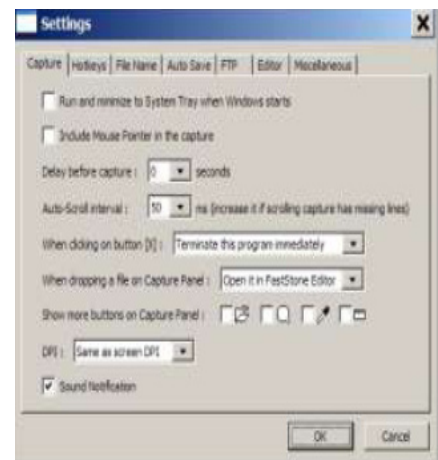 Settings
Capture Hotkeys File Name Auto Save FTP Editor Miscellaneous
Run and minimize to System Tray when Windows starts
Include Mouse Pointer in the capture
Delay before capture : 0 seconds
Auto-Scroll interval : 50 ms (increase it if scrolling capture has missing lines)
When clicking on button [X] : Terminate this program immediately
When dropping a file on Capture Panel : Open it in FastStone Editor
Show more buttons on Capture Panel :
DPI : Same as screen DPI
Sound Notification
OK Cancel